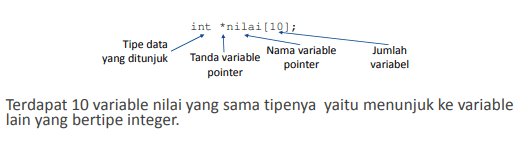 int *nilai[10];
Tipe data
yang ditunjuk
Tanda variable
pointer
Nama variable
pointer
Jumlah
variabel
Terdapat 10 variable nilai yang sama tipenya yaitu menunjuk ke variable
lain yang bertipe integer.